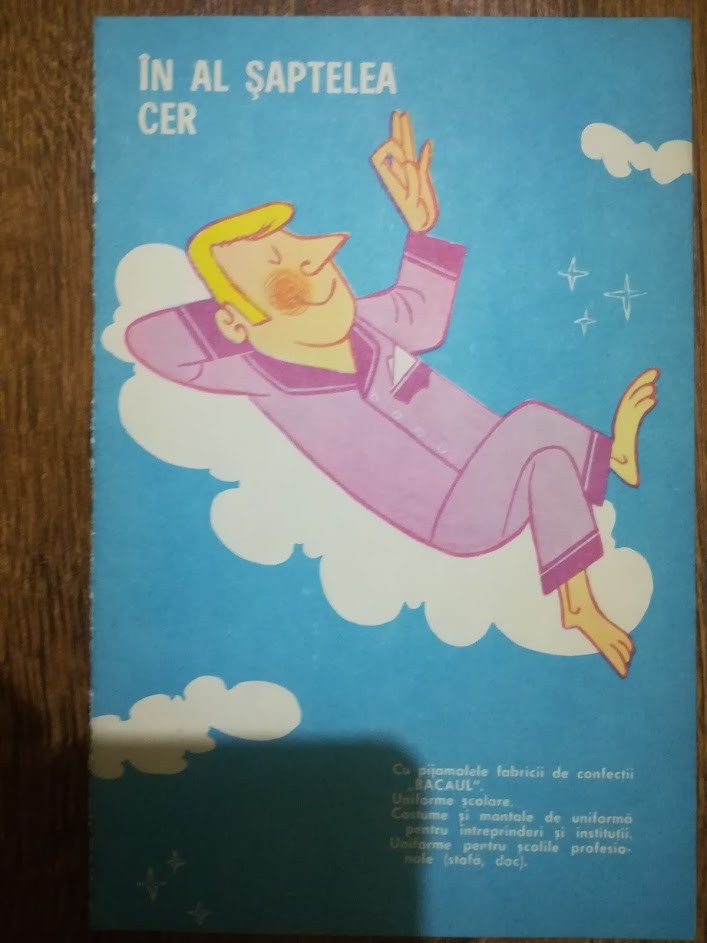 ÎN AL ŞAPTELEA
CER
Cu pijamalele fabricii de confecţii
„BACAUL".
Uniforme şcolare.
Costume şi mantale de uniformă
pentru întreprinderi şi instituţii.
Uniforme pentru şcolile profesio-
nale (stofă, doc).